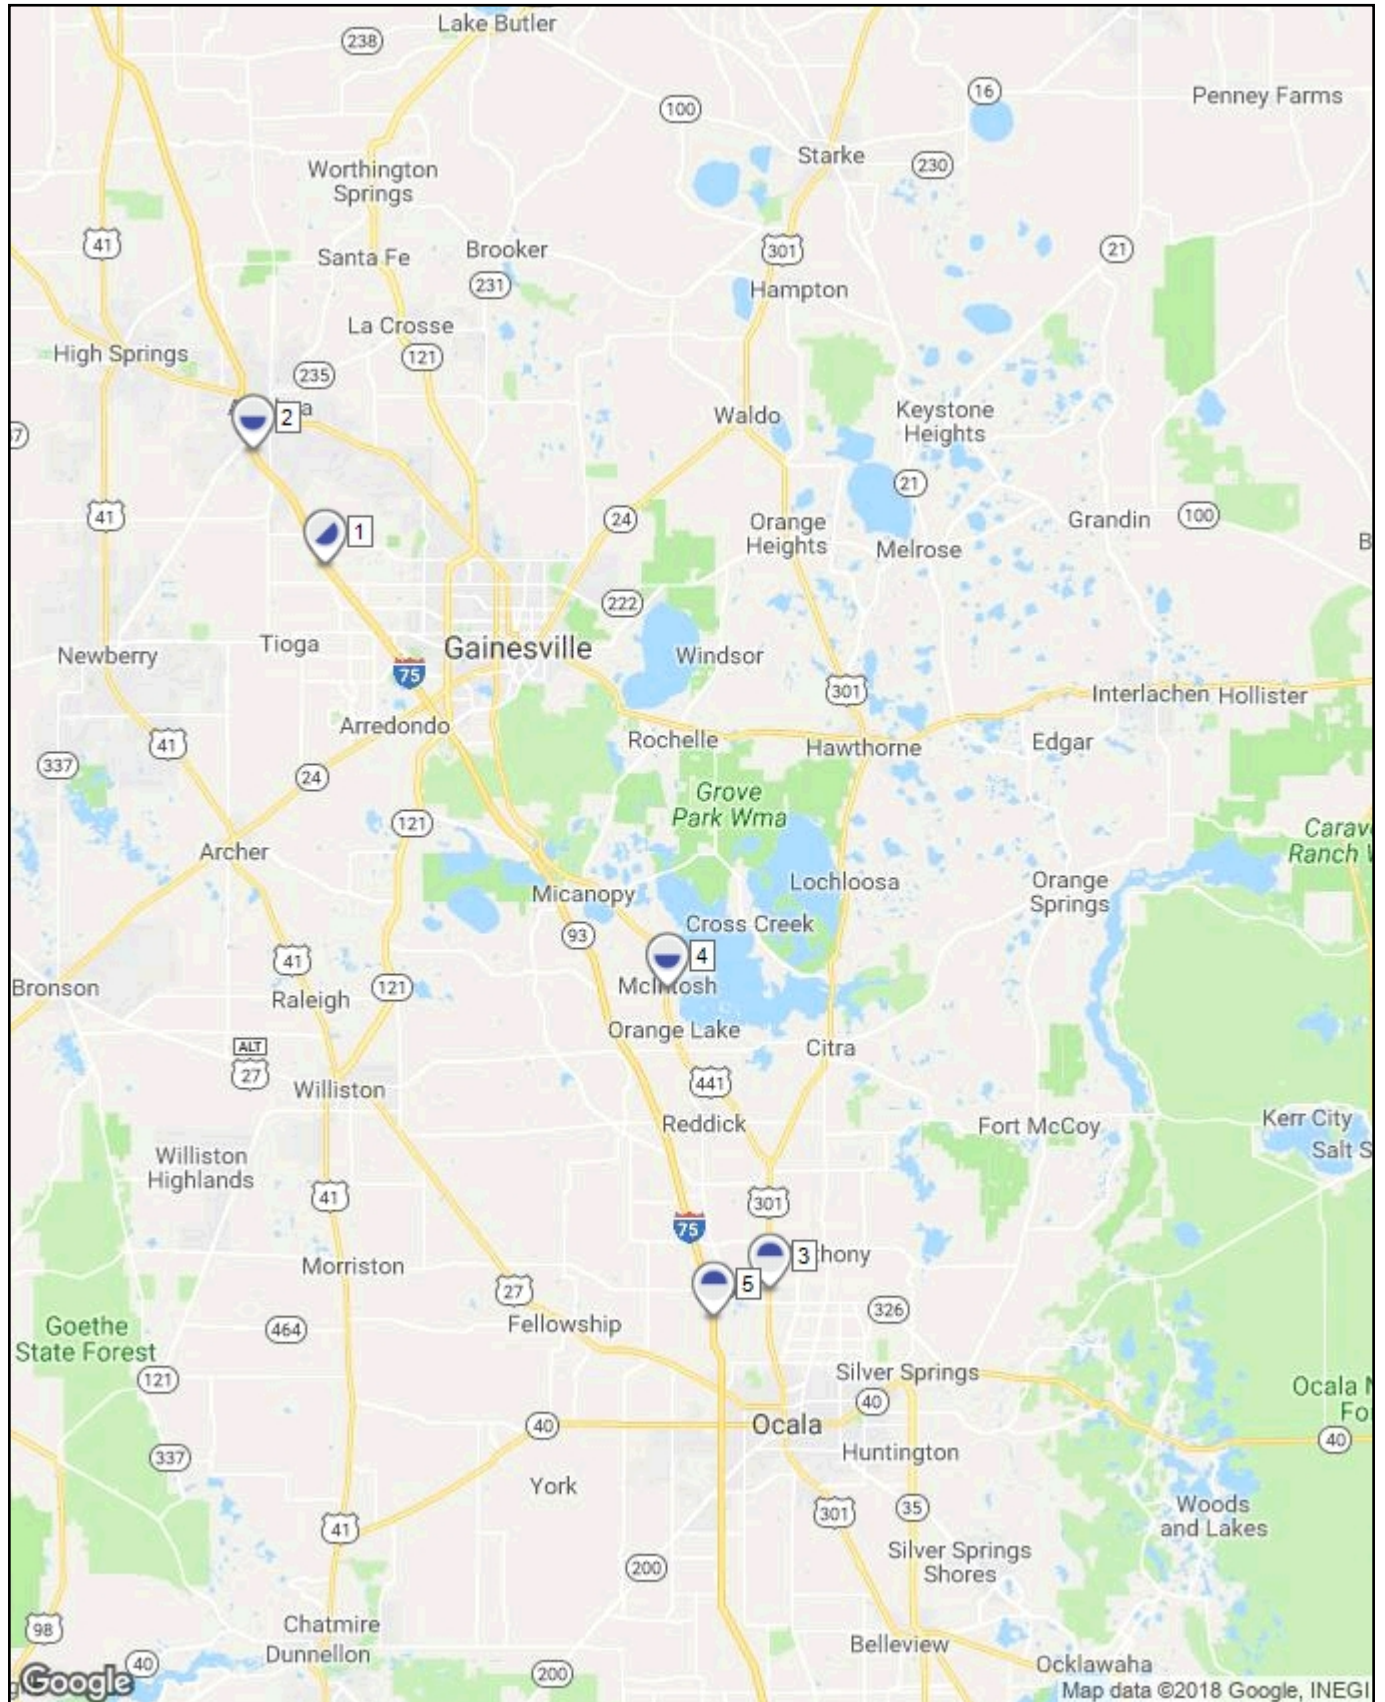 Lake Butler
238
16
Penney Farms
100
Starke
230
Worthington
Springs
41
Santa Fe
Brooker
301
21
231
Hampton
La Crosse
High Springs
121
235
2
Waldo
Keystone
Heights
21
41
1
24
Orange
Heights
Grandin
100
Melrose
222
Tioga
Gainesville
Newberry
Windsor
75
301
Interlachen
Hollister
Arredondo
41
Rochelle
Hawthorne
Edgar
337
24
Grove
Park Wma
121
Archer
Ranch
Micanopy
Lochloosa
Orange
Springs
93
Cross Creek
4
41
Bronson
Raleigh
121
McIntosh
Orange Lake
Citra
ALT
27
Williston
441
Reddick
Fort McCoy
Kerr City
Salt
Williston
Highlands
41
301
75
3
Morriston
5
27
326
Goethe
State Forest
464
Fellowship
121
Silver Springs
40
Ocala
40
Ocala
40
337
Huntington
York
301
35
Woods
and Lakes
41
200
Silver Springs
Shores
98
Chatmire
Dunnellon
Belleview
40
200
Ocklawaha
Google
Map data ©2018 Google, INEGI